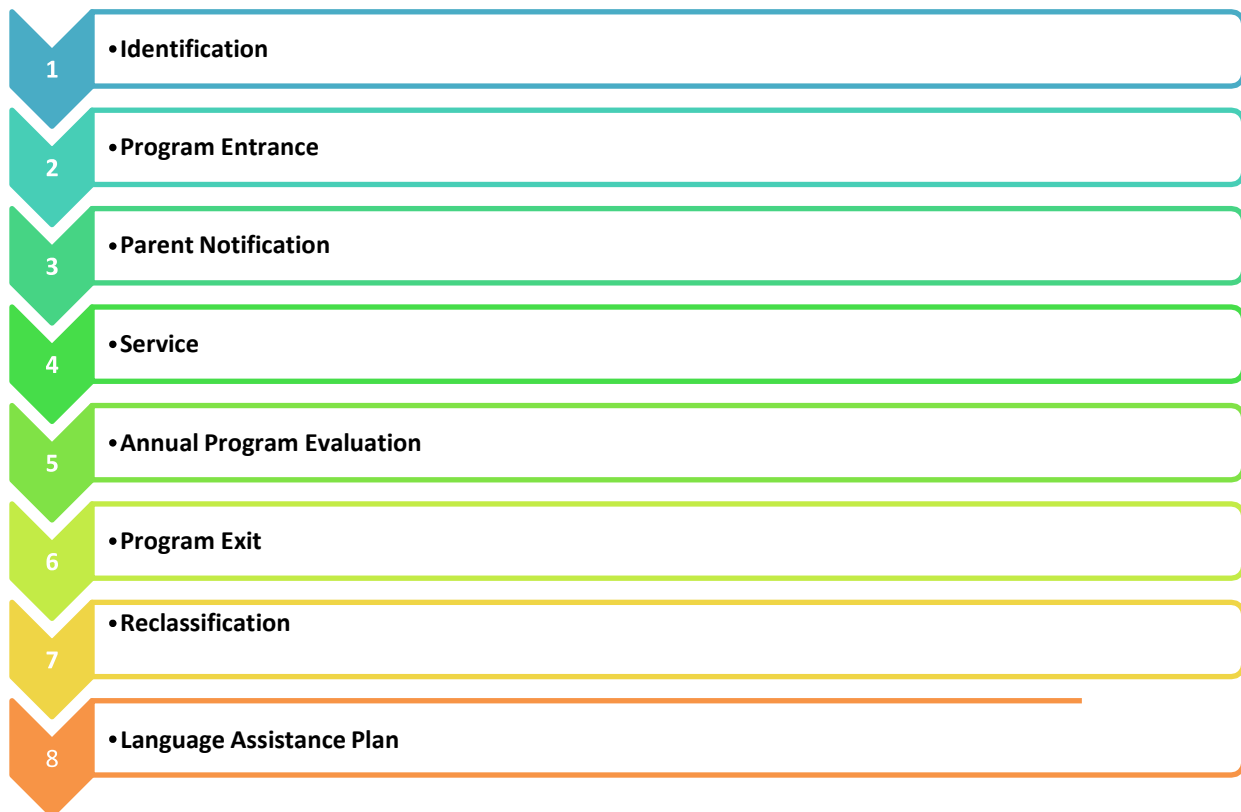 1 •Identification
2 •Program Entrance
3 •Parent Notification
4 •Service
5 •Annual Program Evaluation
6 •Program Exit
7 •Reclassification
8 •Language Assistance Plan